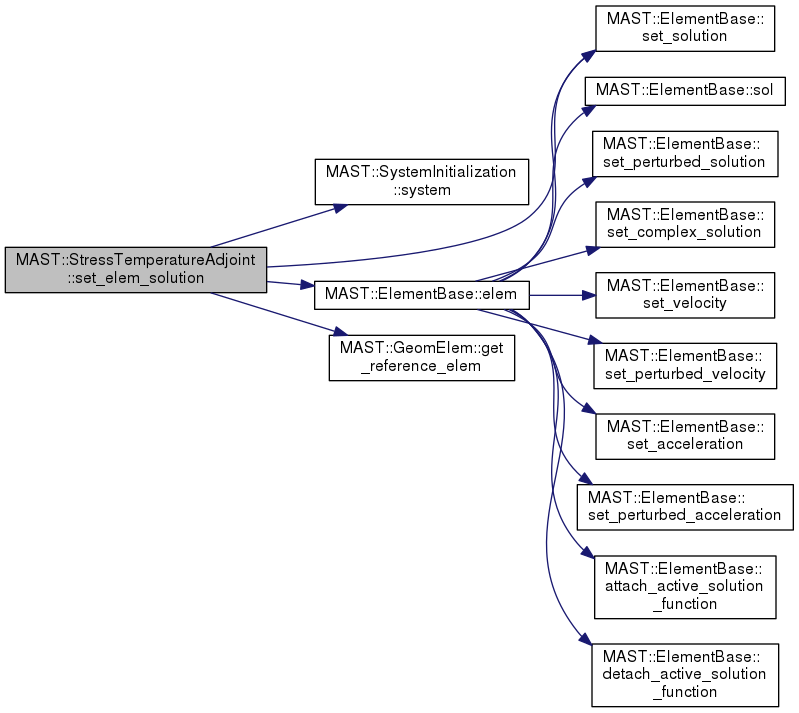 MAST::StressTemperatureAdjoint
::set_elem_solution
MAST::SystemInitialization
::system
MAST::ElementBase::elem
MAST::GeomElem::get
_reference_elem
MAST::ElementBase::
set_solution
MAST::ElementBase::sol
MAST::ElementBase::
set_perturbed_solution
MAST::ElementBase::
set_complex_solution
MAST::ElementBase::
set_velocity
MAST::ElementBase::
set_perturbed_velocity
MAST::ElementBase::
set_acceleration
MAST::ElementBase::
set_perturbed_acceleration
MAST::ElementBase::
attach_active_solution
_function
MAST::ElementBase::
detach_active_solution
_function